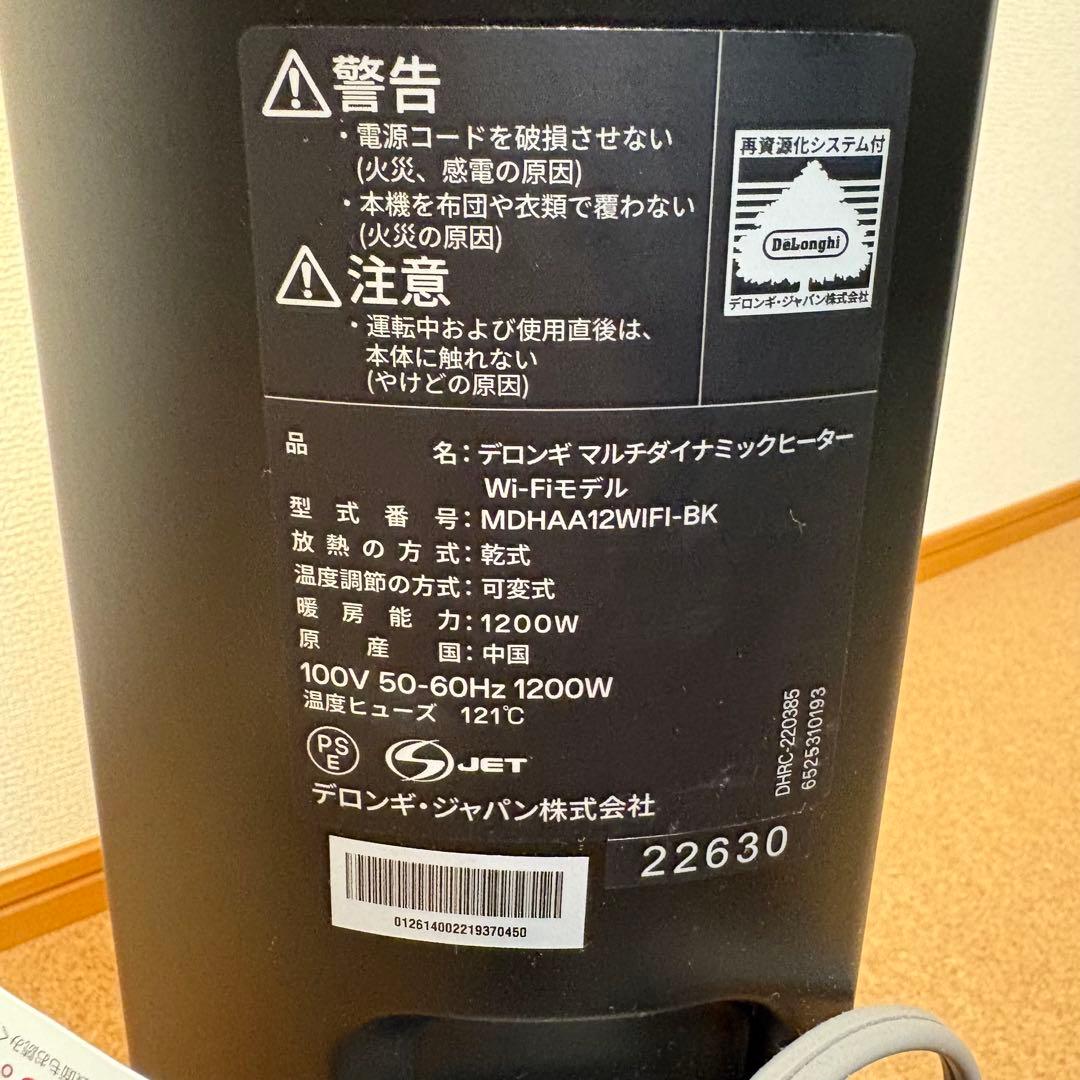 警告
・電源コードを破損させない
(火災、感電の原因)
・本機を布団や衣類で覆わない
(火災の原因)
注意
・運転中および使用直後は、
本体に触れない
(やけどの原因)
再資源化システム付
DeLonghi
デロンギ・ジャパン株式会社
品名：デロンギ マルチダイナミックヒーター
Wi-Fiモデル
型式番号：MDHAA12WIFI-BK
放熱の方式：乾式
温度調節の方式：可変式
暖房能力：1200W
原産国：中国
100V 50-60Hz 1200W
温度ヒューズ 121℃
PS
E
S JET
デロンギ・ジャパン株式会社
DHRC-220385
6525310193
22630
012614002219370450